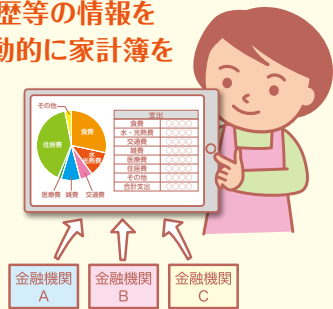 歴等の情報を
動的に家計簿を
その他
食費
水・光熱費
住居費
医療費 雑費 交通費
支出
食費 ○○○○
水・光熱費 ○○○○
交通費 ○○○○
雑費 ○○○○
医療費 ○○○○
住居費 ○○○○
その他 ○○○○
合計支出 ○○○○
金融機関 金融機関 金融機関
A B C